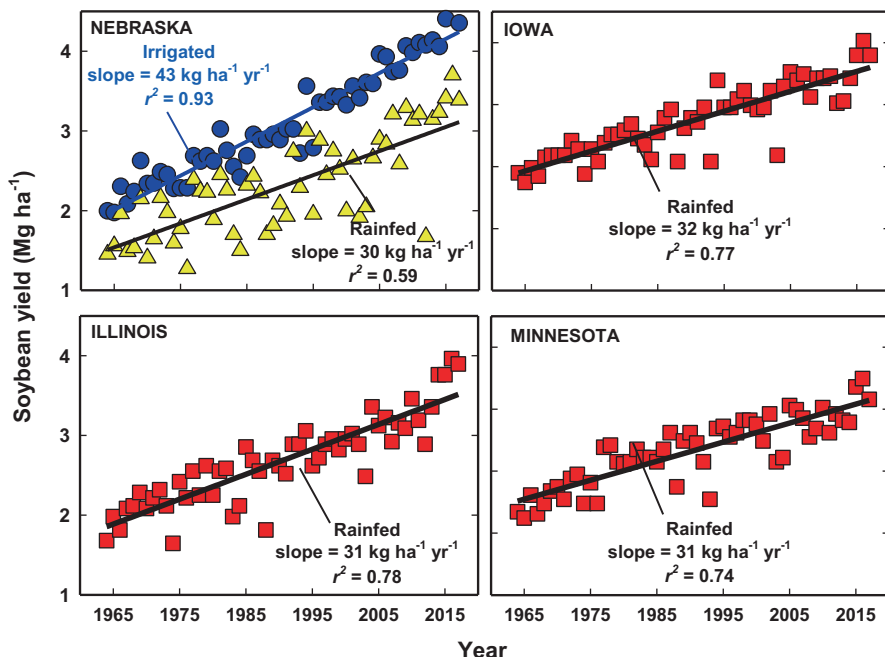 NEBRASKA
Irrigated
slope = 43 kg ha⁻¹ yr⁻¹
r² = 0.93
Rainfed
slope = 30 kg ha⁻¹ yr⁻¹
r² = 0.59
4
3
2
1
IOWA
Rainfed
slope = 32 kg ha⁻¹ yr⁻¹
r² = 0.77
Soybean yield (Mg ha⁻¹)
ILLINOIS
Rainfed
slope = 31 kg ha⁻¹ yr⁻¹
r² = 0.78
4
3
2
1
1965 1975 1985 1995 2005 2015
MINNESOTA
Rainfed
slope = 31 kg ha⁻¹ yr⁻¹
r² = 0.74
1965 1975 1985 1995 2005 2015
Year